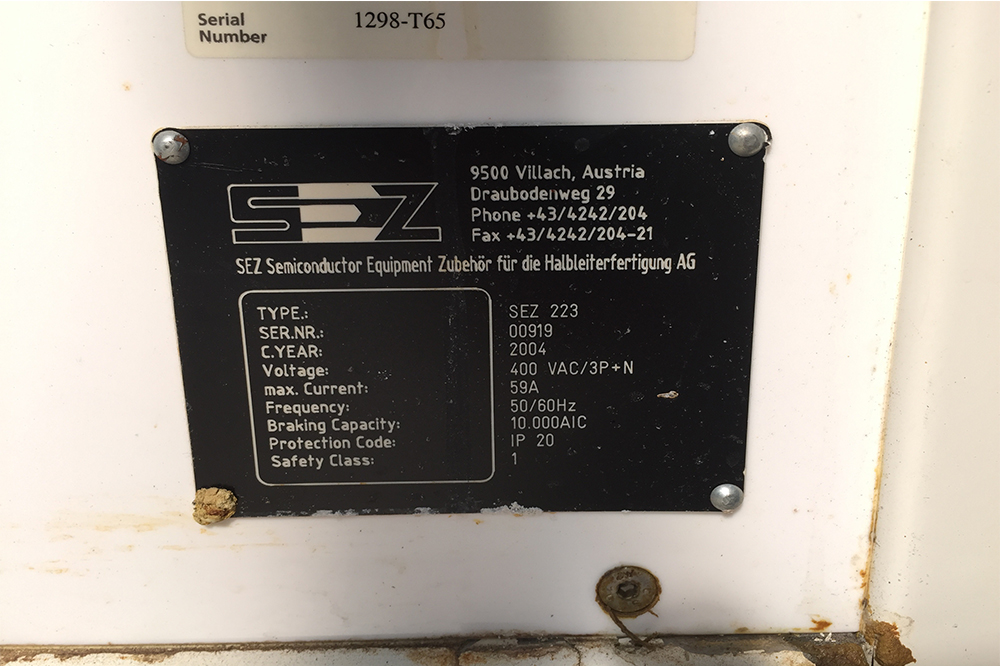 Serial 1298-T65
Number
SEZ
9500 Villach, Austria
Draubodenweg 29
Phone +43/4242/204
Fax +43/4242/204-21
SEZ Semiconductor Equipment Zubehör für die Halbleiterfertigung AG
TYPE.: SEZ 223
SER.NR.: 00919
C.YEAR: 2004
Voltage: 400 VAC/3P+N
max. Current: 59A
Frequency: 50/60Hz
Braking Capacity: 10.000AIC
Protection Code: IP 20
Safety Class: 1